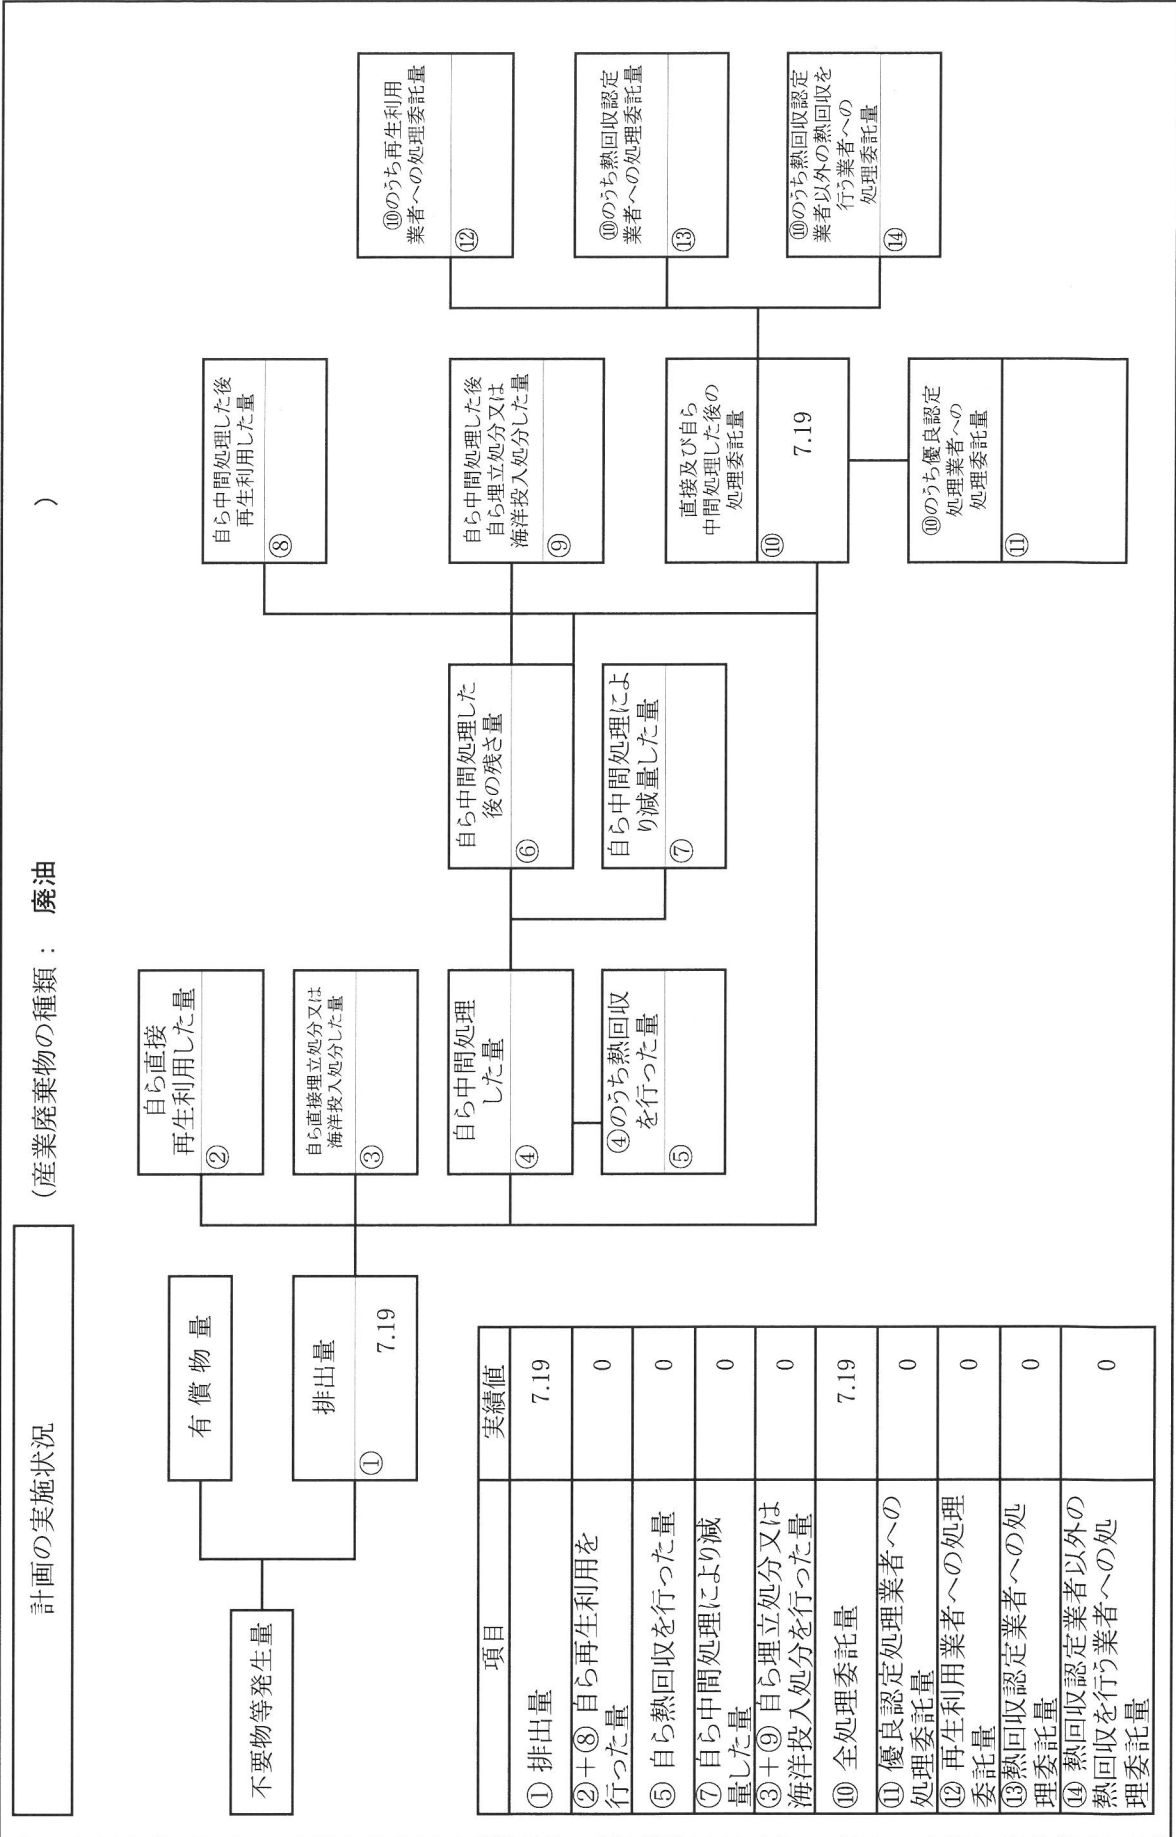 計画の実施状況
（産業廃棄物の種類： 廃油 ）
不要物等発生量
有償物量
排出量
①
7.19
自ら直接
再生利用した量
②
自ら直接埋立処分又は
海洋投入処分した量
③
自ら中間処理
した量
④
④のうち熱回収
を行った量
⑤
自ら中間処理した
後の残さ量
⑥
自ら中間処理によ
り減量した量
⑦
自ら中間処理した後
再生利用した量
⑧
自ら中間処理した後
自ら埋立処分又は
海洋投入処分した量
⑨
直接及び自ら
中間処理した後の
処理委託量
⑩
7.19
⑩のうち優良認定
処理業者への
処理委託量
⑪
⑩のうち再生利用
業者への処理委託量
⑫
⑩のうち熱回収認定
業者への処理委託量
⑬
⑩のうち熱回収認定
業者以外の熱回収を
行う業者への
処理委託量
⑭
項目 実績値
① 排出量 7.19
②＋⑧ 自ら再生利用を
行った量 0
⑤ 自ら熱回収を行った量 0
⑦ 自ら中間処理により減
量した量 0
③＋⑨ 自ら埋立処分又は
海洋投入処分を行った量 0
⑩ 全処理委託量 7.19
⑪ 優良認定処理業者への
処理委託量 0
⑫ 再生利用業者への処理
委託量 0
⑬熱回収認定業者への処
理委託量 0
⑭ 熱回収認定業者以外の
熱回収を行う業者への処
理委託量 0